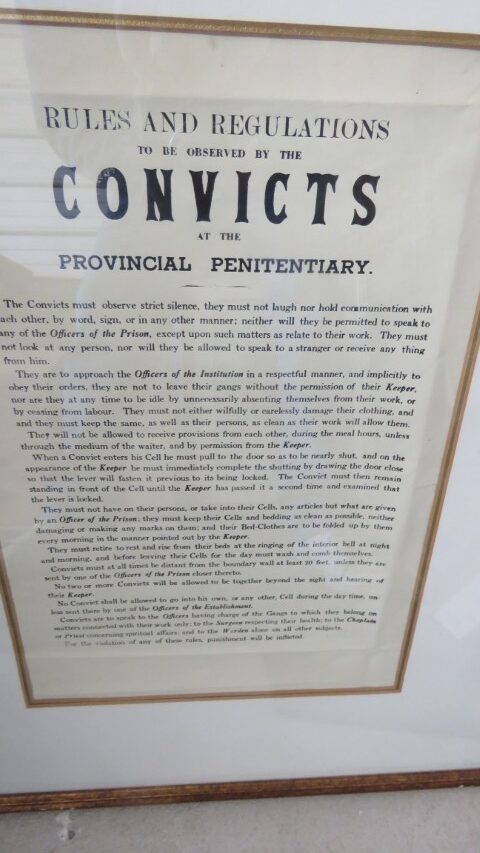 RULES AND REGULATIONS
TO BE OBSERVED BY THE
CONVICTS
AT THE
PROVINCIAL PENITENTIARY.
The Convicts must observe strict silence, they must not laugh nor hold communication with
each other, by word, sign, or in any other manner; neither will they be permitted to speak to
any of the Officers of the Prison, except upon such matters as relate to their work. They must
not look at any person, nor will they be allowed to speak to a stranger or receive any thing
from him.
They are to approach the Officers of the Institution in a respectful manner, and implicitly to
obey their orders, they are not to leave their gangs without the permission of their Keeper,
nor are they at any time to be idle by unnecessarily absenting themselves from their work, or
by ceasing from labour. They must not either wilfully or carelessly damage their clothing, and
and they must keep the same, as well as their persons, as clean as their work will allow them.
They will not be allowed to receive provisions from each other, during the meal hours, unless
through the medium of the waiter, and by permission from the Keeper.
When a Convict enters his Cell he must pull to the door so as to be nearly shut, and on the
appearance of the Keeper he must immediately complete the shutting by drawing the door close
so that the lever will fasten it previous to its being locked. The Convict must then remain
standing in front of the Cell until the Keeper has passed it a second time and examined that
the lever is locked.
They must not have on their persons, or take into their Cells, any articles but what are given
by an Officer of the Prison; they must keep their Cells and bedding as clean as possible, neither
damaging or making any marks on them; and their Bed-Clothes are to be folded up by them
every morning in the manner pointed out by the Keeper.
They must retire to rest and rise from their beds at the ringing of the interior bell at night
and morning, and before leaving their Cells for the day must wash and comb themselves.
Convicts must at all times be distant from the boundary wall at least 20 feet, unless they are
sent by one of the Officers of the Prison closer thereto.
No two or more Convicts will be allowed to be together beyond the sight and hearing of
their Keeper.
No Convict shall be allowed to go into his own, or any other, Cell during the day time, un-
less sent there by one of the Officers of the Establishment.
Convicts are to speak to the Officers having charge of the Gangs to which they belong on
matters connected with their work only; to the Surgeon respecting their health; to the Chaplain
or Priest concerning spiritual affairs; and to the Warden alone on all other subjects.
For the violation of any of these rules, punishment will be inflicted.